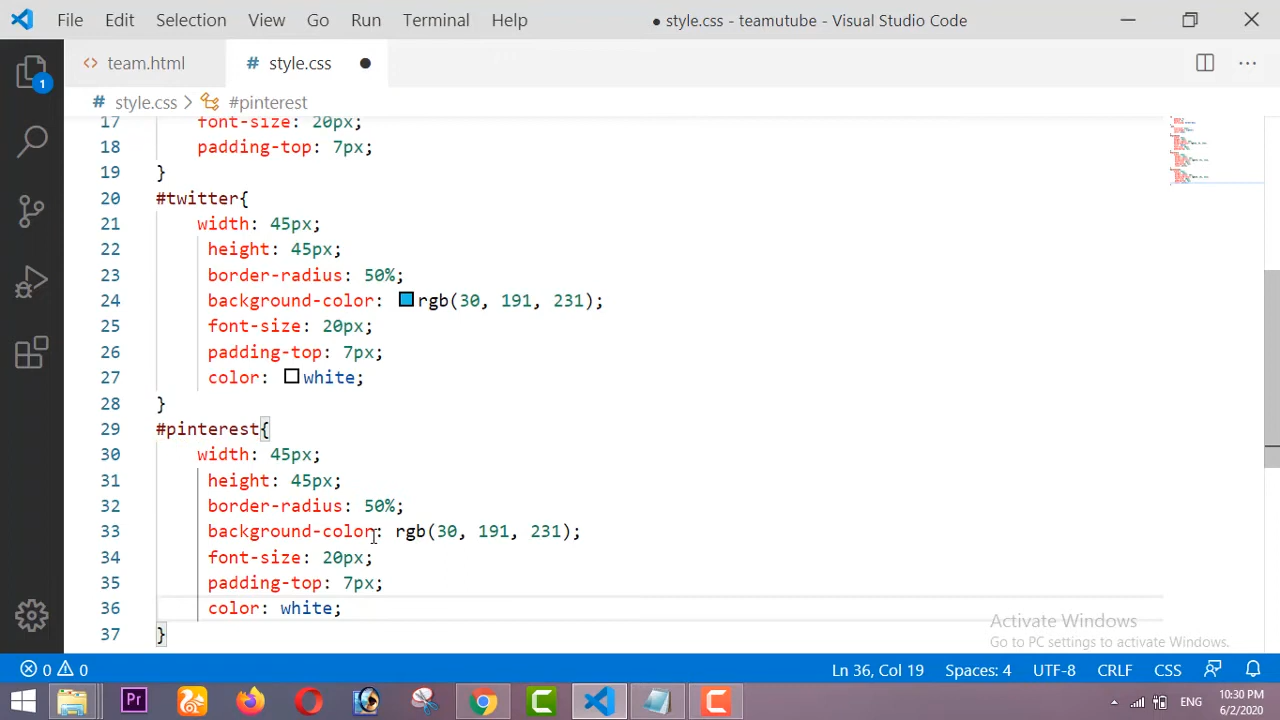 File Edit Selection View Go Run Terminal Help ● style.css - teamutube - Visual Studio Code
<> team.html # style.css ●
1
# style.css > #pinterest
17 font-size: 20px;
18 padding-top: 7px;
19 }
20 #twitter{
21 width: 45px;
22 height: 45px;
23 border-radius: 50%;
24 background-color: rgb(30, 191, 231);
25 font-size: 20px;
26 padding-top: 7px;
27 color: white;
28 }
29 #pinterest{
30 width: 45px;
31 height: 45px;
32 border-radius: 50%;
33 background-color: rgb(30, 191, 231);
34 font-size: 20px;
35 padding-top: 7px;
36 color: white;
37 }
Activate Windows
Go to PC settings to activate Windows.
0 0 Ln 36, Col 19 Spaces: 4 UTF-8 CRLF CSS
Pr C C ENG 10:30 PM
6/2/2020